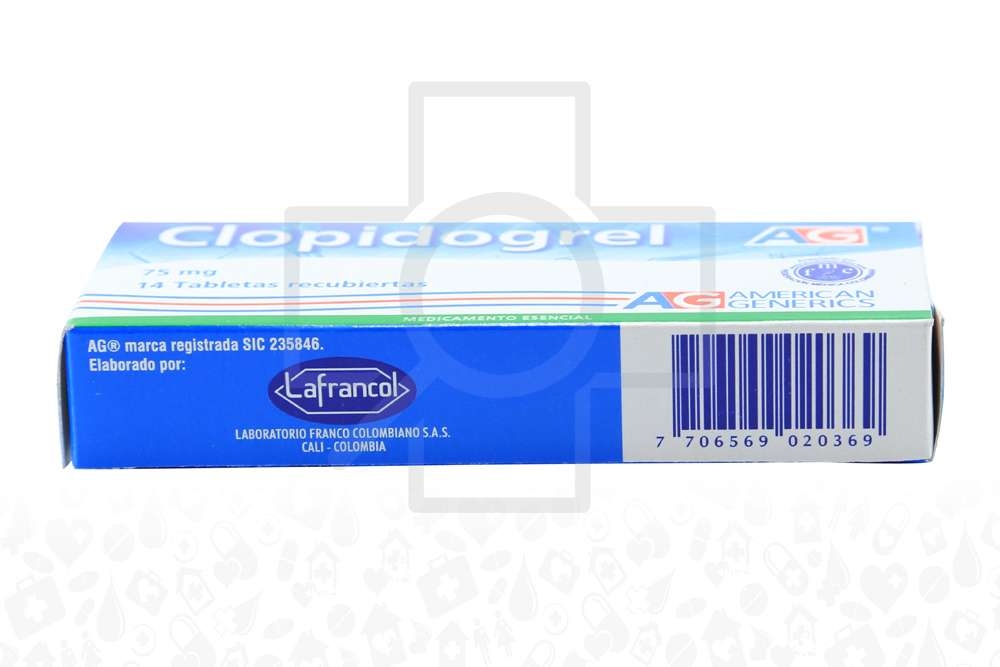 Clopidogrel
AG®
75 mg
14 Tabletas recubiertas
AG AMERICAN
GENERICS
MEDICAMENTO ESENCIAL
AG® marca registrada SIC 235846.
Elaborado por:
Lafrancol
LABORATORIO FRANCO COLOMBIANO S.A.S.
CALI - COLOMBIA
7 706569 020369